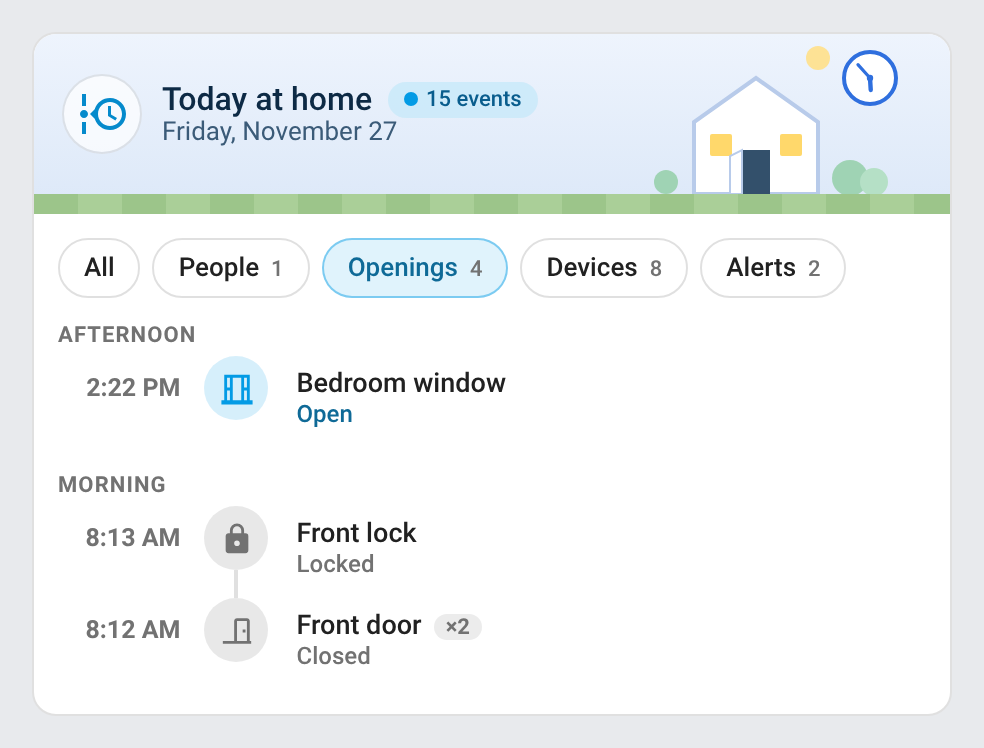 Today at home 15 events
Friday, November 27
All People 1 Openings 4 Devices 8 Alerts 2
AFTERNOON
2:22 PM Bedroom window
Open
MORNING
8:13 AM Front lock
Locked
8:12 AM Front door ×2
Closed